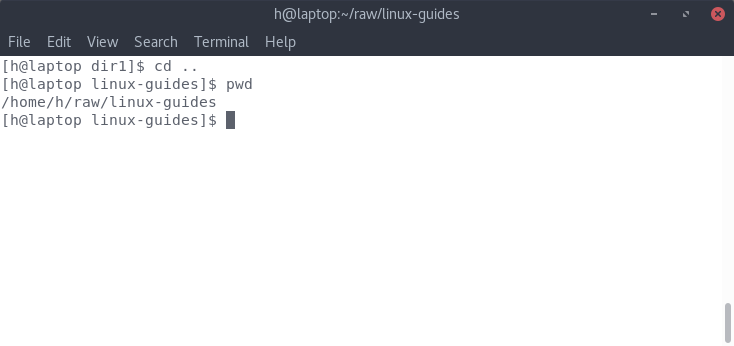 h@laptop:~/raw/linux-guides
File Edit View Search Terminal Help
[h@laptop dir1]$ cd ..
[h@laptop linux-guides]$ pwd
/home/h/raw/linux-guides
[h@laptop linux-guides]$